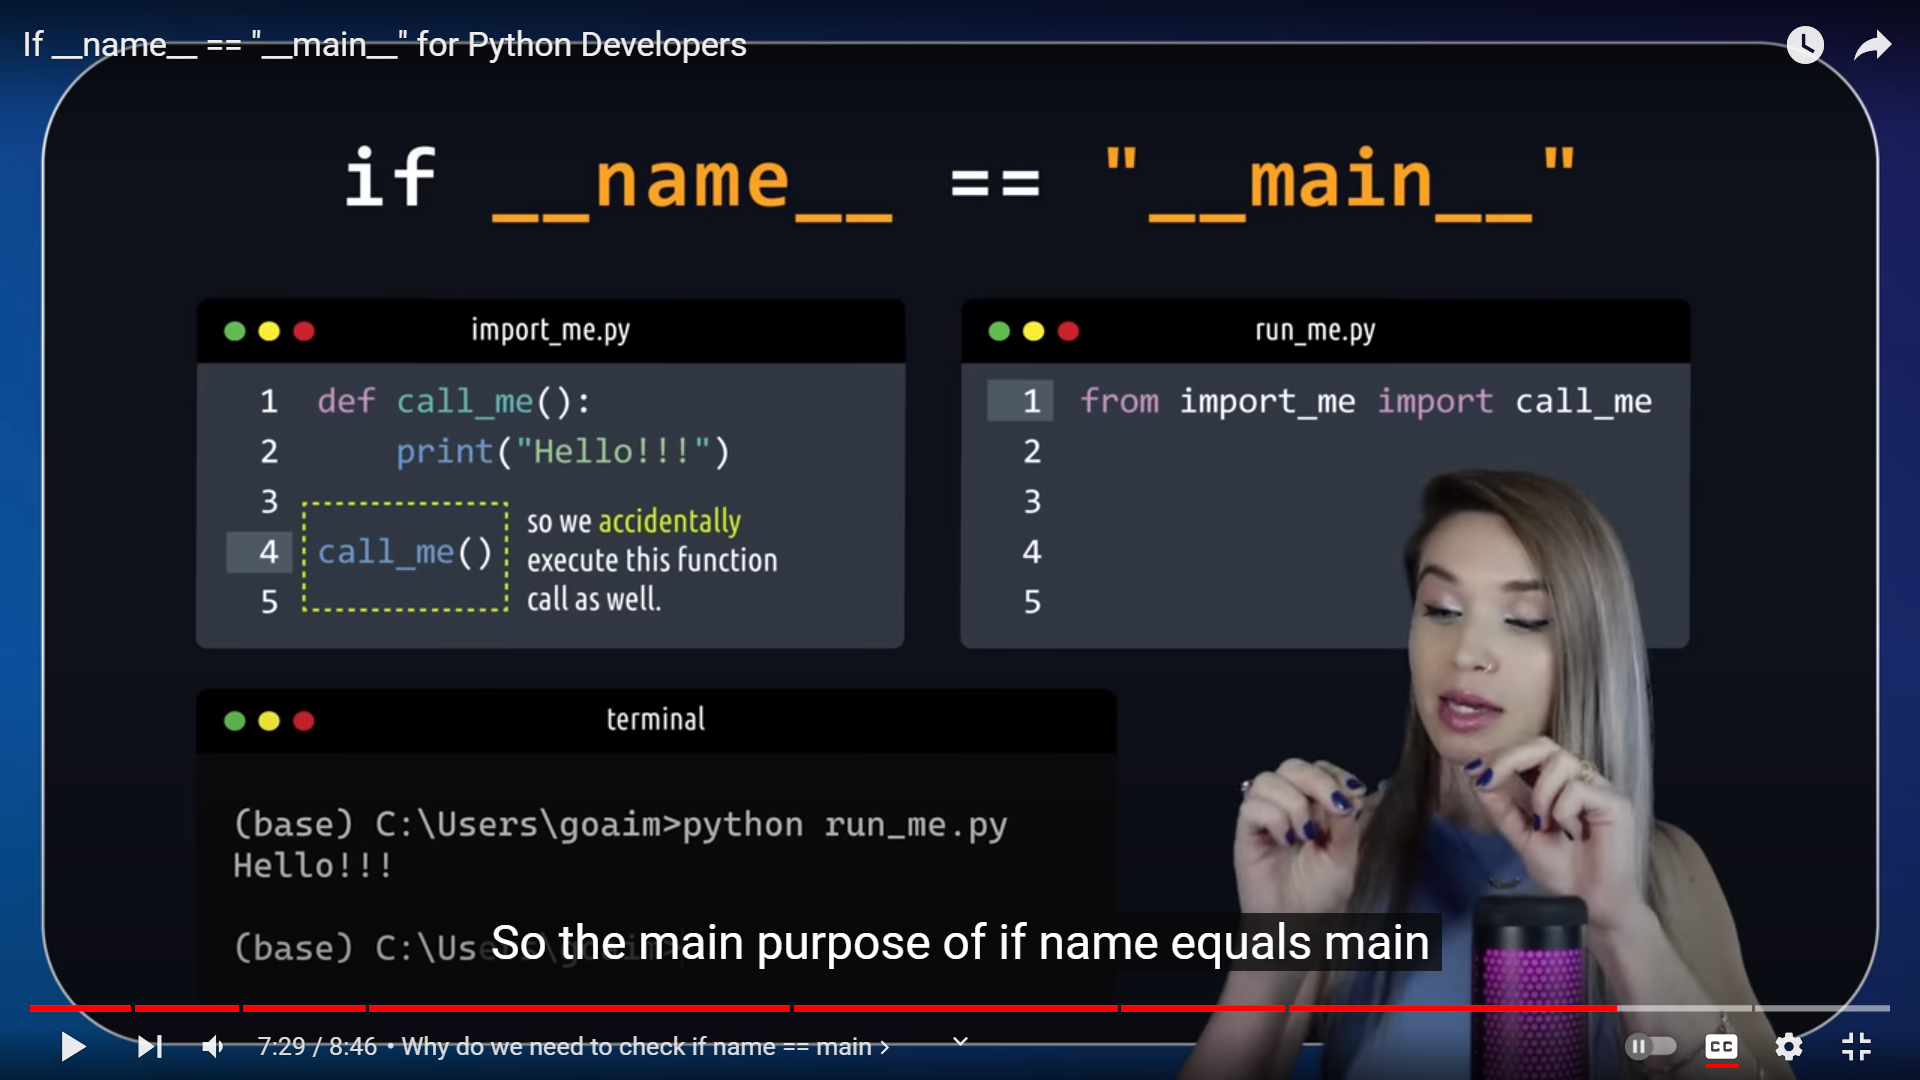 If __name__ == "__main__" for Python Developers
if __name__ == "__main__"
import_me.py
1 def call_me():
2 print("Hello!!!")
3
4 call_me()
5
so we accidentally
execute this function
call as well.
run_me.py
1 from import_me import call_me
2
3
4
5
terminal
(base) C:\Users\goaim>python run_me.py
Hello!!!
(base) C:\Users\goaim>
So the main purpose of if name equals main
7:29 / 8:46 • Why do we need to check if name == main >
CC